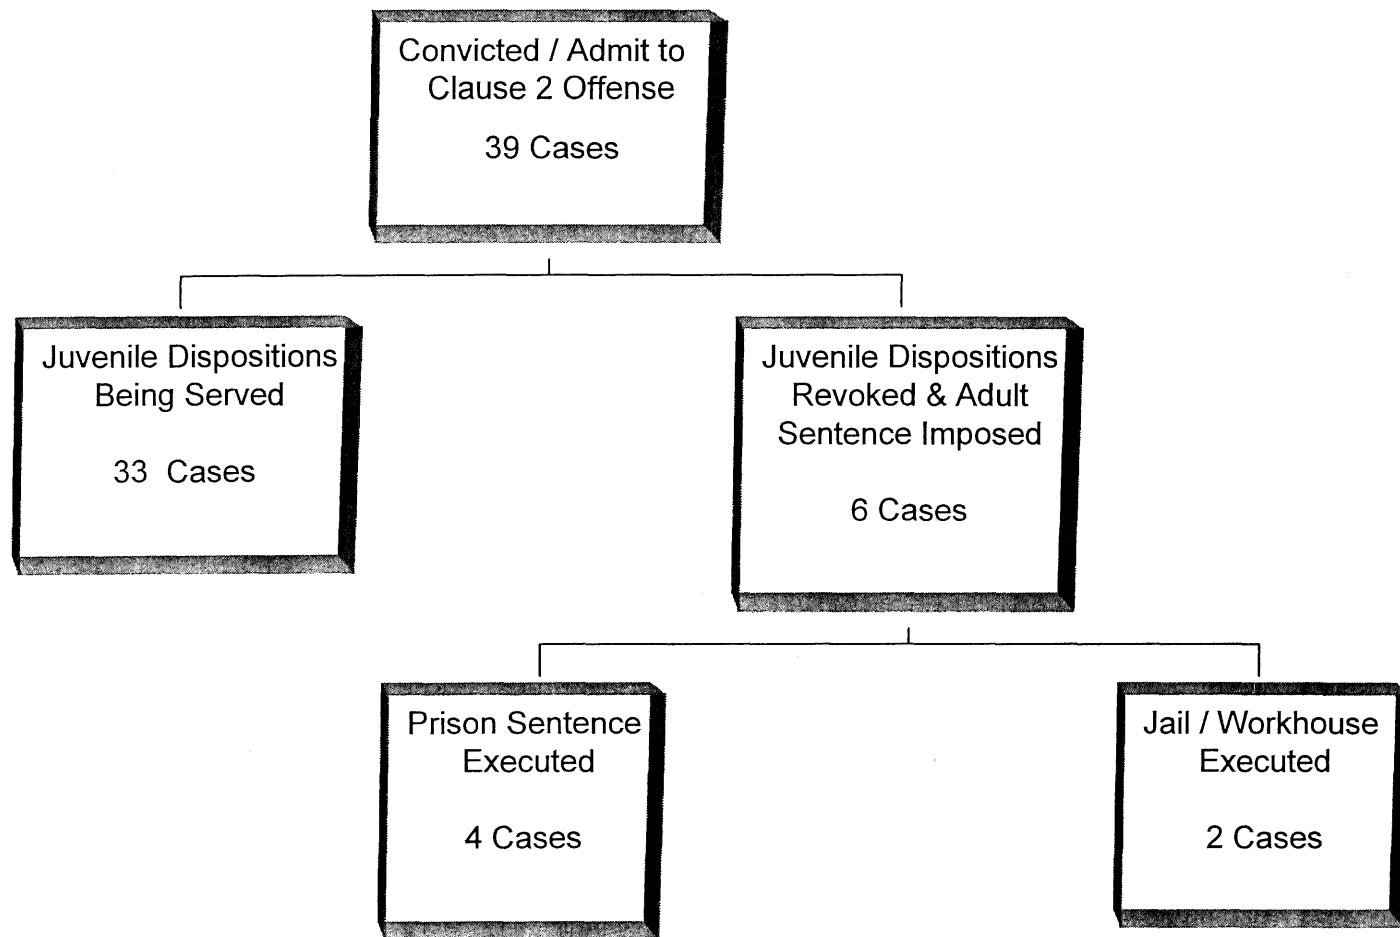 Convicted / Admit to
Clause 2 Offense
39 Cases
Juvenile Dispositions
Being Served
33 Cases
Juvenile Dispositions
Revoked & Adult
Sentence Imposed
6 Cases
Prison Sentence
Executed
4 Cases
Jail / Workhouse
Executed
2 Cases